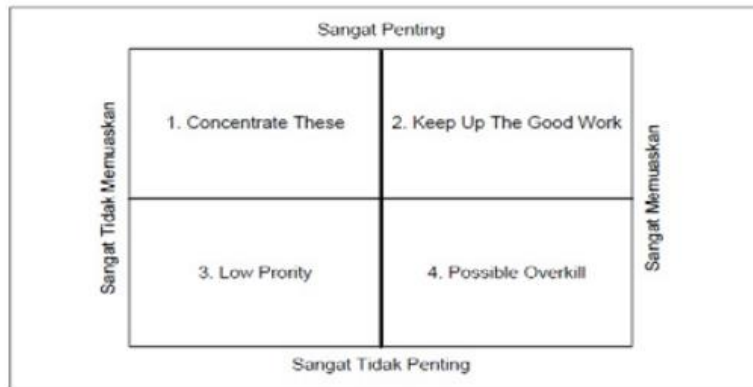 Sangat Penting
Sangat Tidak Memuaskan
1. Concentrate These
2. Keep Up The Good Work
Sangat Memuaskan
3. Low Prority
4. Possible Overkill
Sangat Tidak Penting